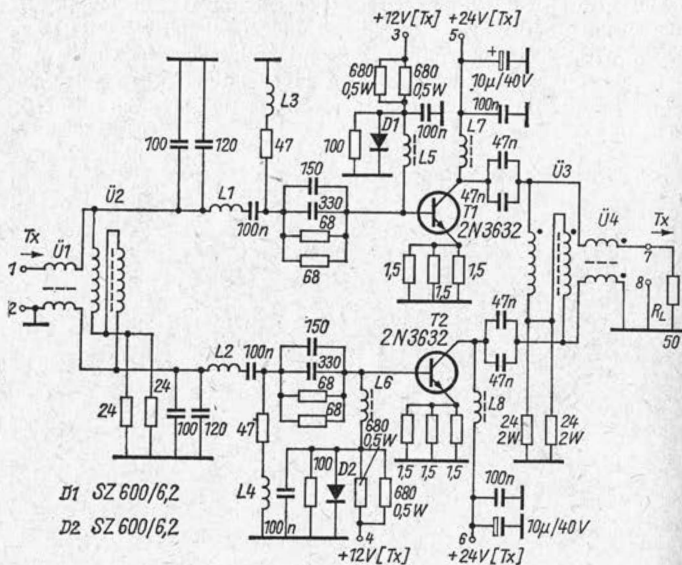 +12V[Tx] +24V[Tx]
3 5
680 0,5W
680 0,5W
+ 10µ/40V
100n
100n
L3
100
D1
L7
47n
100
120
47
L5
Ü3
Ü2
150
Ü4
L1
330
T1
47n
Tx
Tx
Ü1
100n
68
2N3632
7
1
68
1,5
1,5
1,5
8
2
T2
47n
R_L
150
2N3632
50
L2
100n
330
L6
47n
24
68
L8
24
68
680 0,5W
24 2W
24 2W
100
120
47
100
D2
1,5
1,5
1,5
L4
680 0,5W
100n
100n
10µ/40V
D1 SZ 600/6,2
D2 SZ 600/6,2
4
6
+12V[Tx] +24V[Tx]